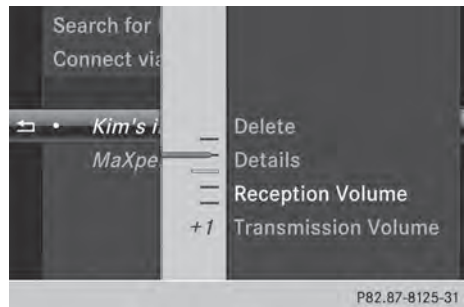 Search for
Connect via
Kim's i
MaXpe
+1
Delete
Details
Reception Volume
Transmission Volume
P82.87-8125-31